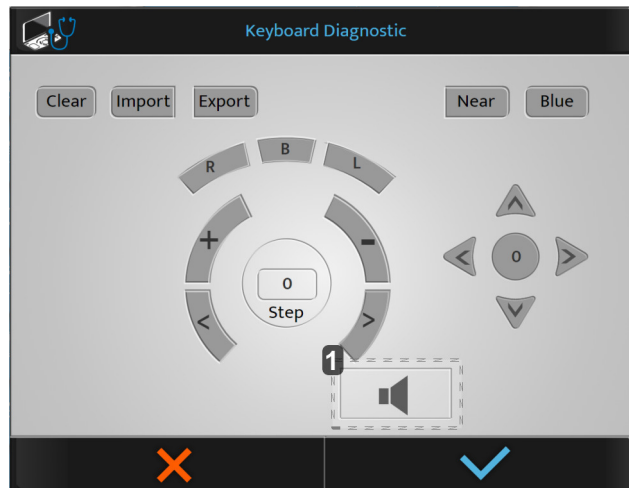 Keyboard Diagnostic
Clear Import Export Near Blue
R B L
+ -
0
0
Step
< >
1